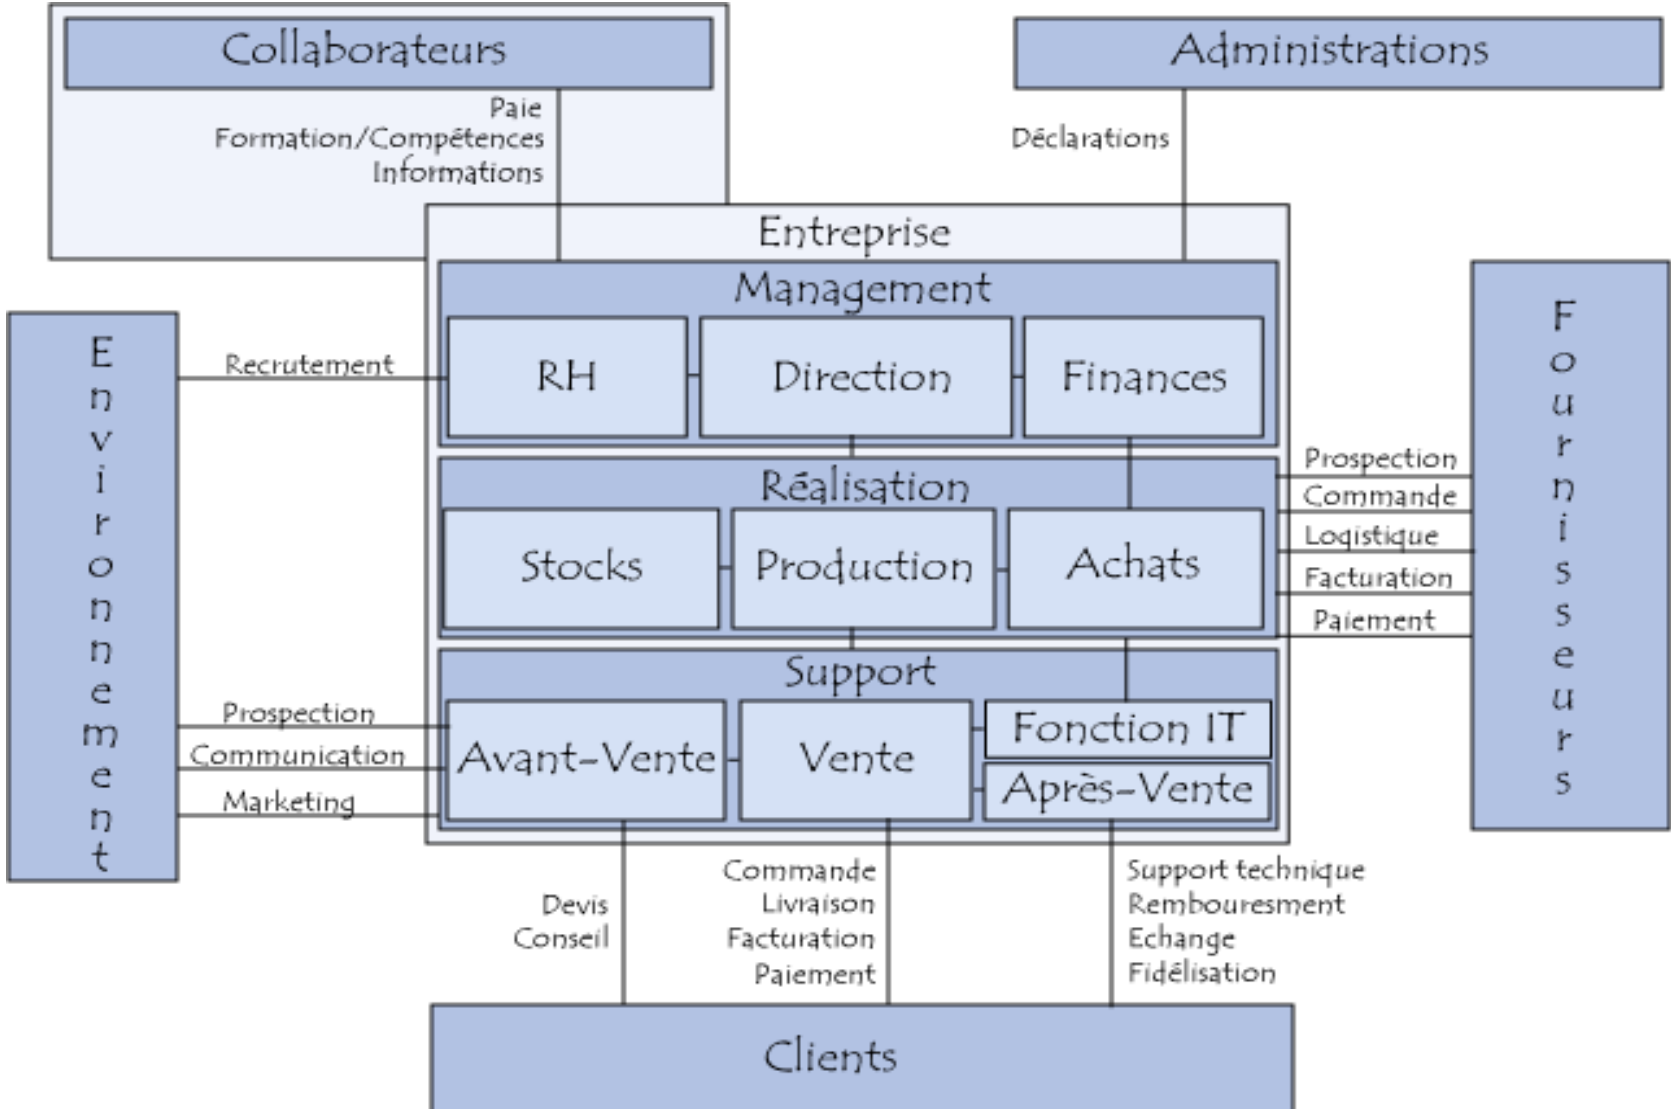 Collaborateurs
Administrations
Paie
Formation/Compétences
Informations
Déclarations
Entreprise
Management
RH
Direction
Finances
Environnement
Recrutement
Fournisseurs
Prospection
Commande
Logistique
Facturation
Paiement
Réalisation
Stocks
Production
Achats
Support
Avant-Vente
Vente
Fonction IT
Après-Vente
Prospection
Communication
Marketing
Devis
Conseil
Commande
Livraison
Facturation
Paiement
Support technique
Rembouresment
Echange
Fidélisation
Clients